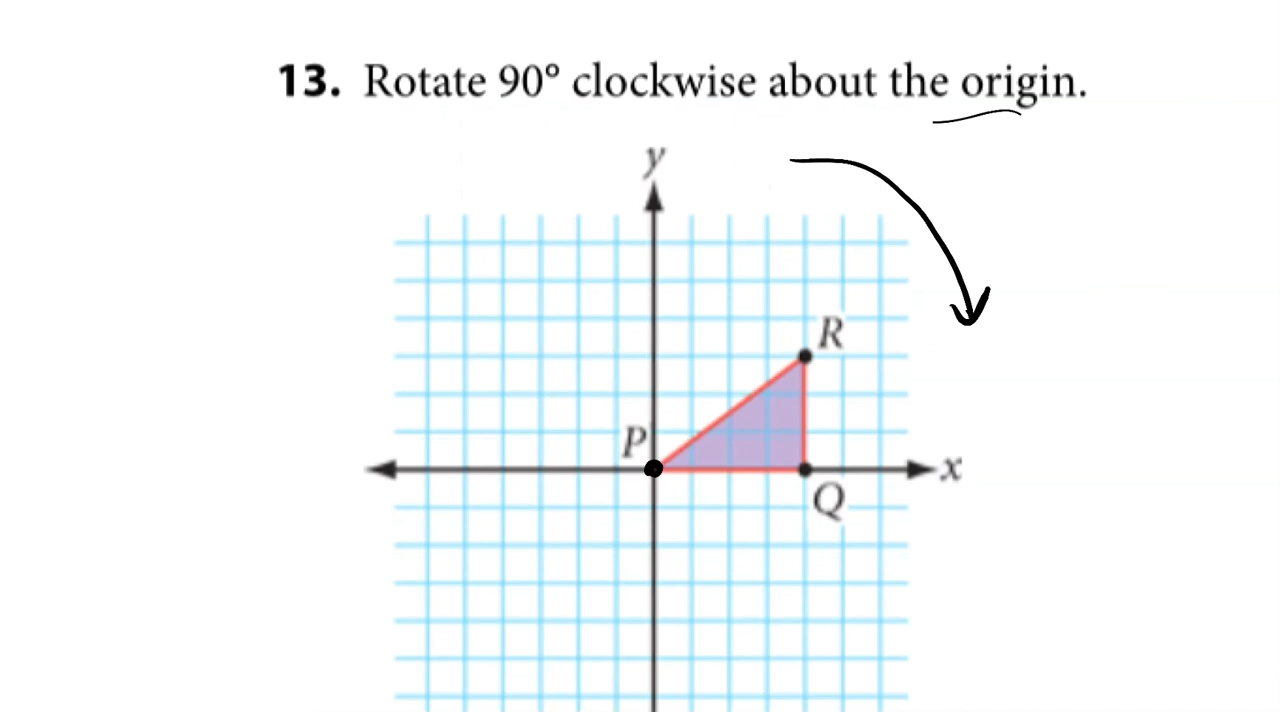 13. Rotate 90° clockwise about the origin.
y
R
P
x
Q